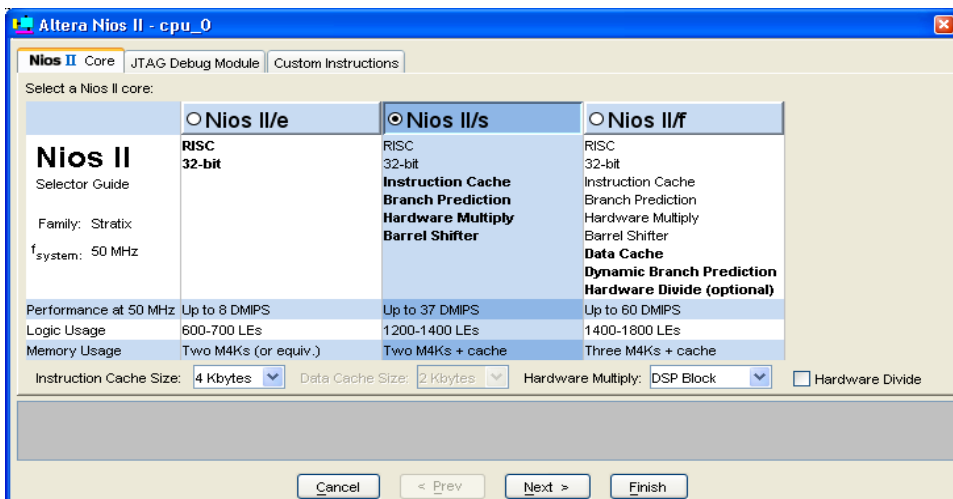 Altera Nios II - cpu_0
Nios II Core JTAG Debug Module Custom Instructions
Select a Nios II core:
Nios II/e Nios II/s Nios II/f
Nios II
Selector Guide
Family: Stratix
fsystem: 50 MHz
RISC
32-bit
RISC
32-bit
Instruction Cache
Branch Prediction
Hardware Multiply
Barrel Shifter
RISC
32-bit
Instruction Cache
Branch Prediction
Hardware Multiply
Barrel Shifter
Data Cache
Dynamic Branch Prediction
Hardware Divide (optional)
Performance at 50 MHz Up to 8 DMIPS Up to 37 DMIPS Up to 60 DMIPS
Logic Usage 600-700 LEs 1200-1400 LEs 1400-1800 LEs
Memory Usage Two M4Ks (or equiv.) Two M4Ks + cache Three M4Ks + cache
Instruction Cache Size: 4 Kbytes Data Cache Size: 2 Kbytes Hardware Multiply: DSP Block Hardware Divide
Cancel < Prev Next > Finish